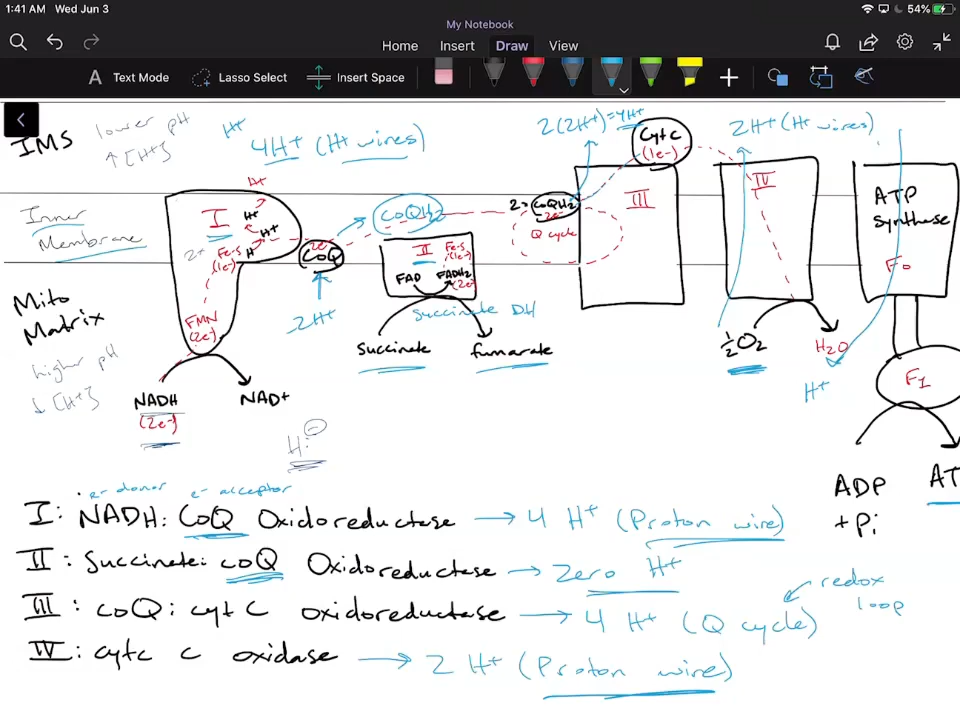 1:41 AM Wed Jun 3
54%
My Notebook
Home Insert Draw View
A Text Mode Lasso Select Insert Space
IMS
lower pH
↑ [H+]
H+
4H+ (H+ wires)
2(2H+) = 4H+
Cyt c
(1e-)
2H+ (H+ wires)
Inner
Membrane
I
H+
H+
H+
H
2+
Fe-S
(1e-)
FMN
(2e-)
2e-
CoQ
2H+
CoQH2
II
Fe-S
(1e-)
FAD
FADH2
(2e-)
Succinate DH
succinate
fumarate
2x
CoQH2
2e-
Q cycle
III
IV
½O2
H2O
ATP
Synthase
Fo
F1
H+
ADP
+ Pi
AT
Mito
Matrix
higher pH
↓ [H+]
NADH
(2e-)
NAD+
H:-
e- donor e- acceptor
I: NADH: CoQ Oxidoreductase → 4 H+ (Proton wire)
II: Succinate: coQ Oxidoreductase → Zero H+
III: coQ: cyt C oxidoreductase → 4 H+ (Q cycle)
redox
loop
IV: cytc c oxidase → 2 H+ (Proton wire)